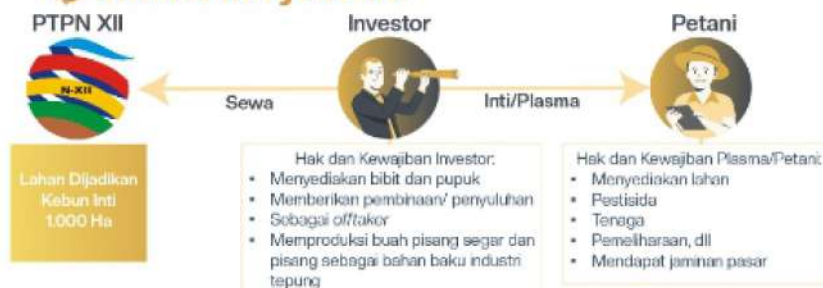 PTPN XII
Investor
Petani
N-XII
Sewa
Inti/Plasma
Lahan Dijadikan
Kebun Inti
1.000 Ha
Hak dan Kewajiban Investor:
• Menyediakan bibit dan pupuk
• Memberikan pembinaan/ penyuluhan
• Sebagai offtaker
• Memproduksi buah pisang segar dan
pisang sebagai bahan baku industri
tepung
Hak dan Kewajiban Plasma/Petani:
• Menyediakan lahan
• Pestisida
• Tenaga
• Pemeliharaan, dll
• Mendapat jaminan pasar